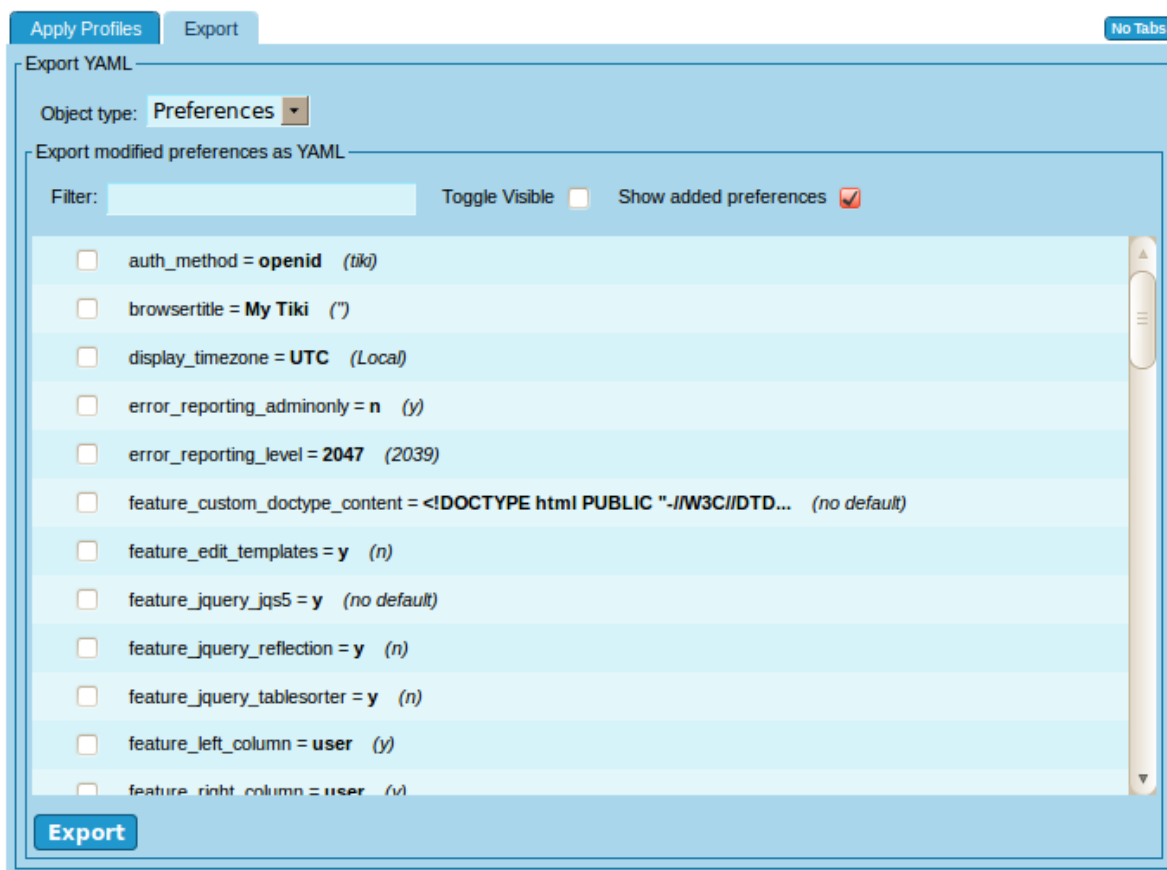 Apply Profiles Export No Tabs
Export YAML
Object type: Preferences
Export modified preferences as YAML
Filter: Toggle Visible Show added preferences
auth_method = openid (tiki)
browsertitle = My Tiki ('')
display_timezone = UTC (Local)
error_reporting_adminonly = n (y)
error_reporting_level = 2047 (2039)
feature_custom_doctype_content = <!DOCTYPE html PUBLIC "-//W3C//DTD... (no default)
feature_edit_templates = y (n)
feature_jquery_jqs5 = y (no default)
feature_jquery_reflection = y (n)
feature_jquery_tablesorter = y (n)
feature_left_column = user (y)
feature_right_column = user (y)
Export